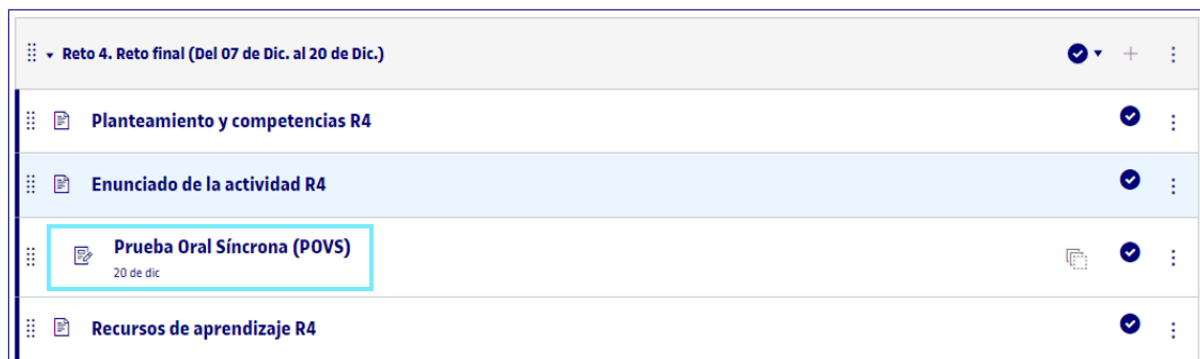 Reto 4. Reto final (Del 07 de Dic. al 20 de Dic.)
Planteamiento y competencias R4
Enunciado de la actividad R4
Prueba Oral Síncrona (POVS)
20 de dic
Recursos de aprendizaje R4